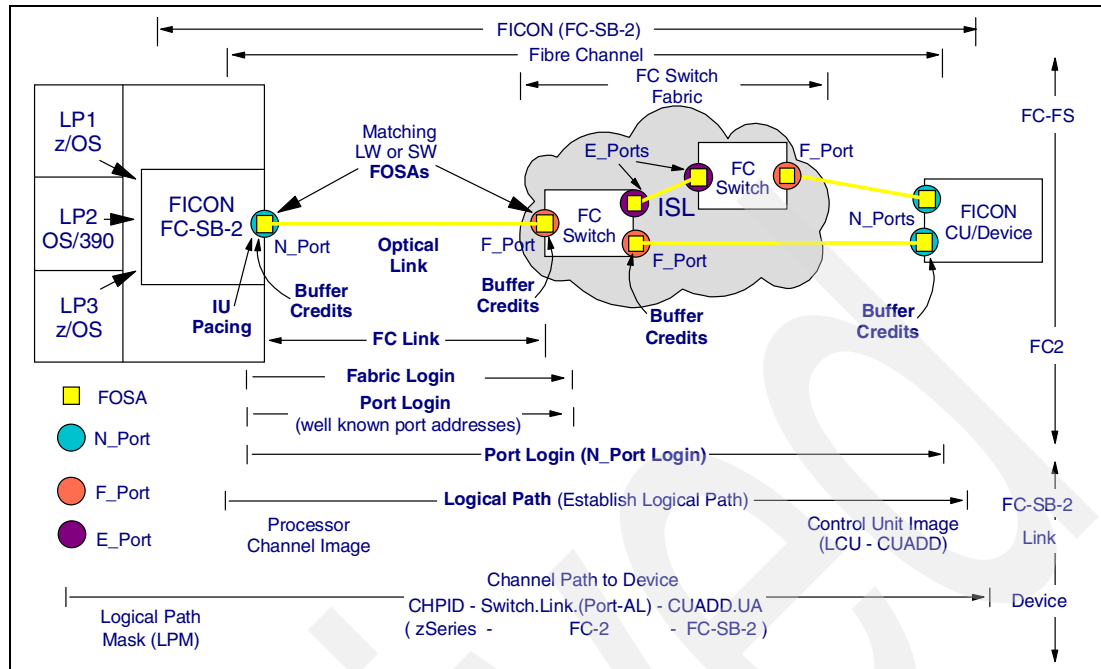 FICON (FC-SB-2)
Fibre Channel
FC Switch
Fabric
LP1
z/OS
LP2
OS/390
LP3
z/OS
FICON
FC-SB-2
Matching
LW or SW
FOSAs
N_Port
Optical
Link
F_Port
IU
Pacing
Buffer
Credits
Buffer
Credits
E_Ports
FC
Switch
ISL
FC
Switch
F_Port
F_Port
Buffer
Credits
N_Ports
FICON
CU/Device
Buffer
Credits
FC-FS
FC2
FC Link
Fabric Login
Port Login
(well known port addresses)
Port Login (N_Port Login)
FOSA
N_Port
F_Port
E_Port
Logical Path (Establish Logical Path)
Processor
Channel Image
Control Unit Image
(LCU - CUADD)
FC-SB-2
Link
Channel Path to Device
CHPID - Switch.Link.(Port-AL) - CUADD.UA
( zSeries - FC-2 - FC-SB-2 )
Logical Path
Mask (LPM)
Device